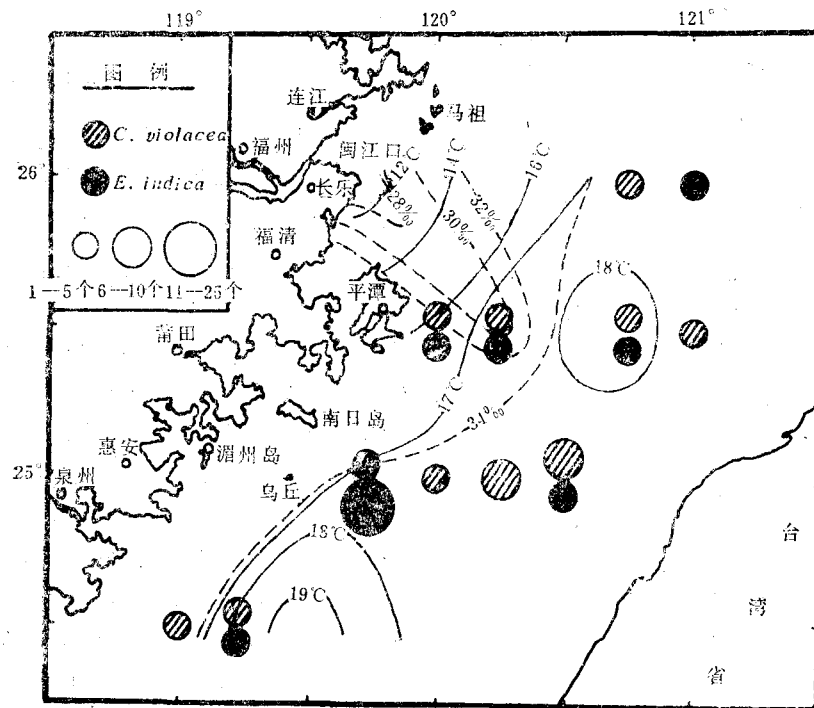 119° 120° 121°
图 例
C. violacea
E. indica
1—5个 6—10个 11—25个
连江
马祖
福州
闽江口
26°
长乐
12℃
14℃
16℃
28‰
30‰
32‰
福清
18℃
平潭
莆田
17℃
34‰
南日岛
惠安
湄州岛
25°
泉州
乌丘
18℃
19℃
台
湾
省